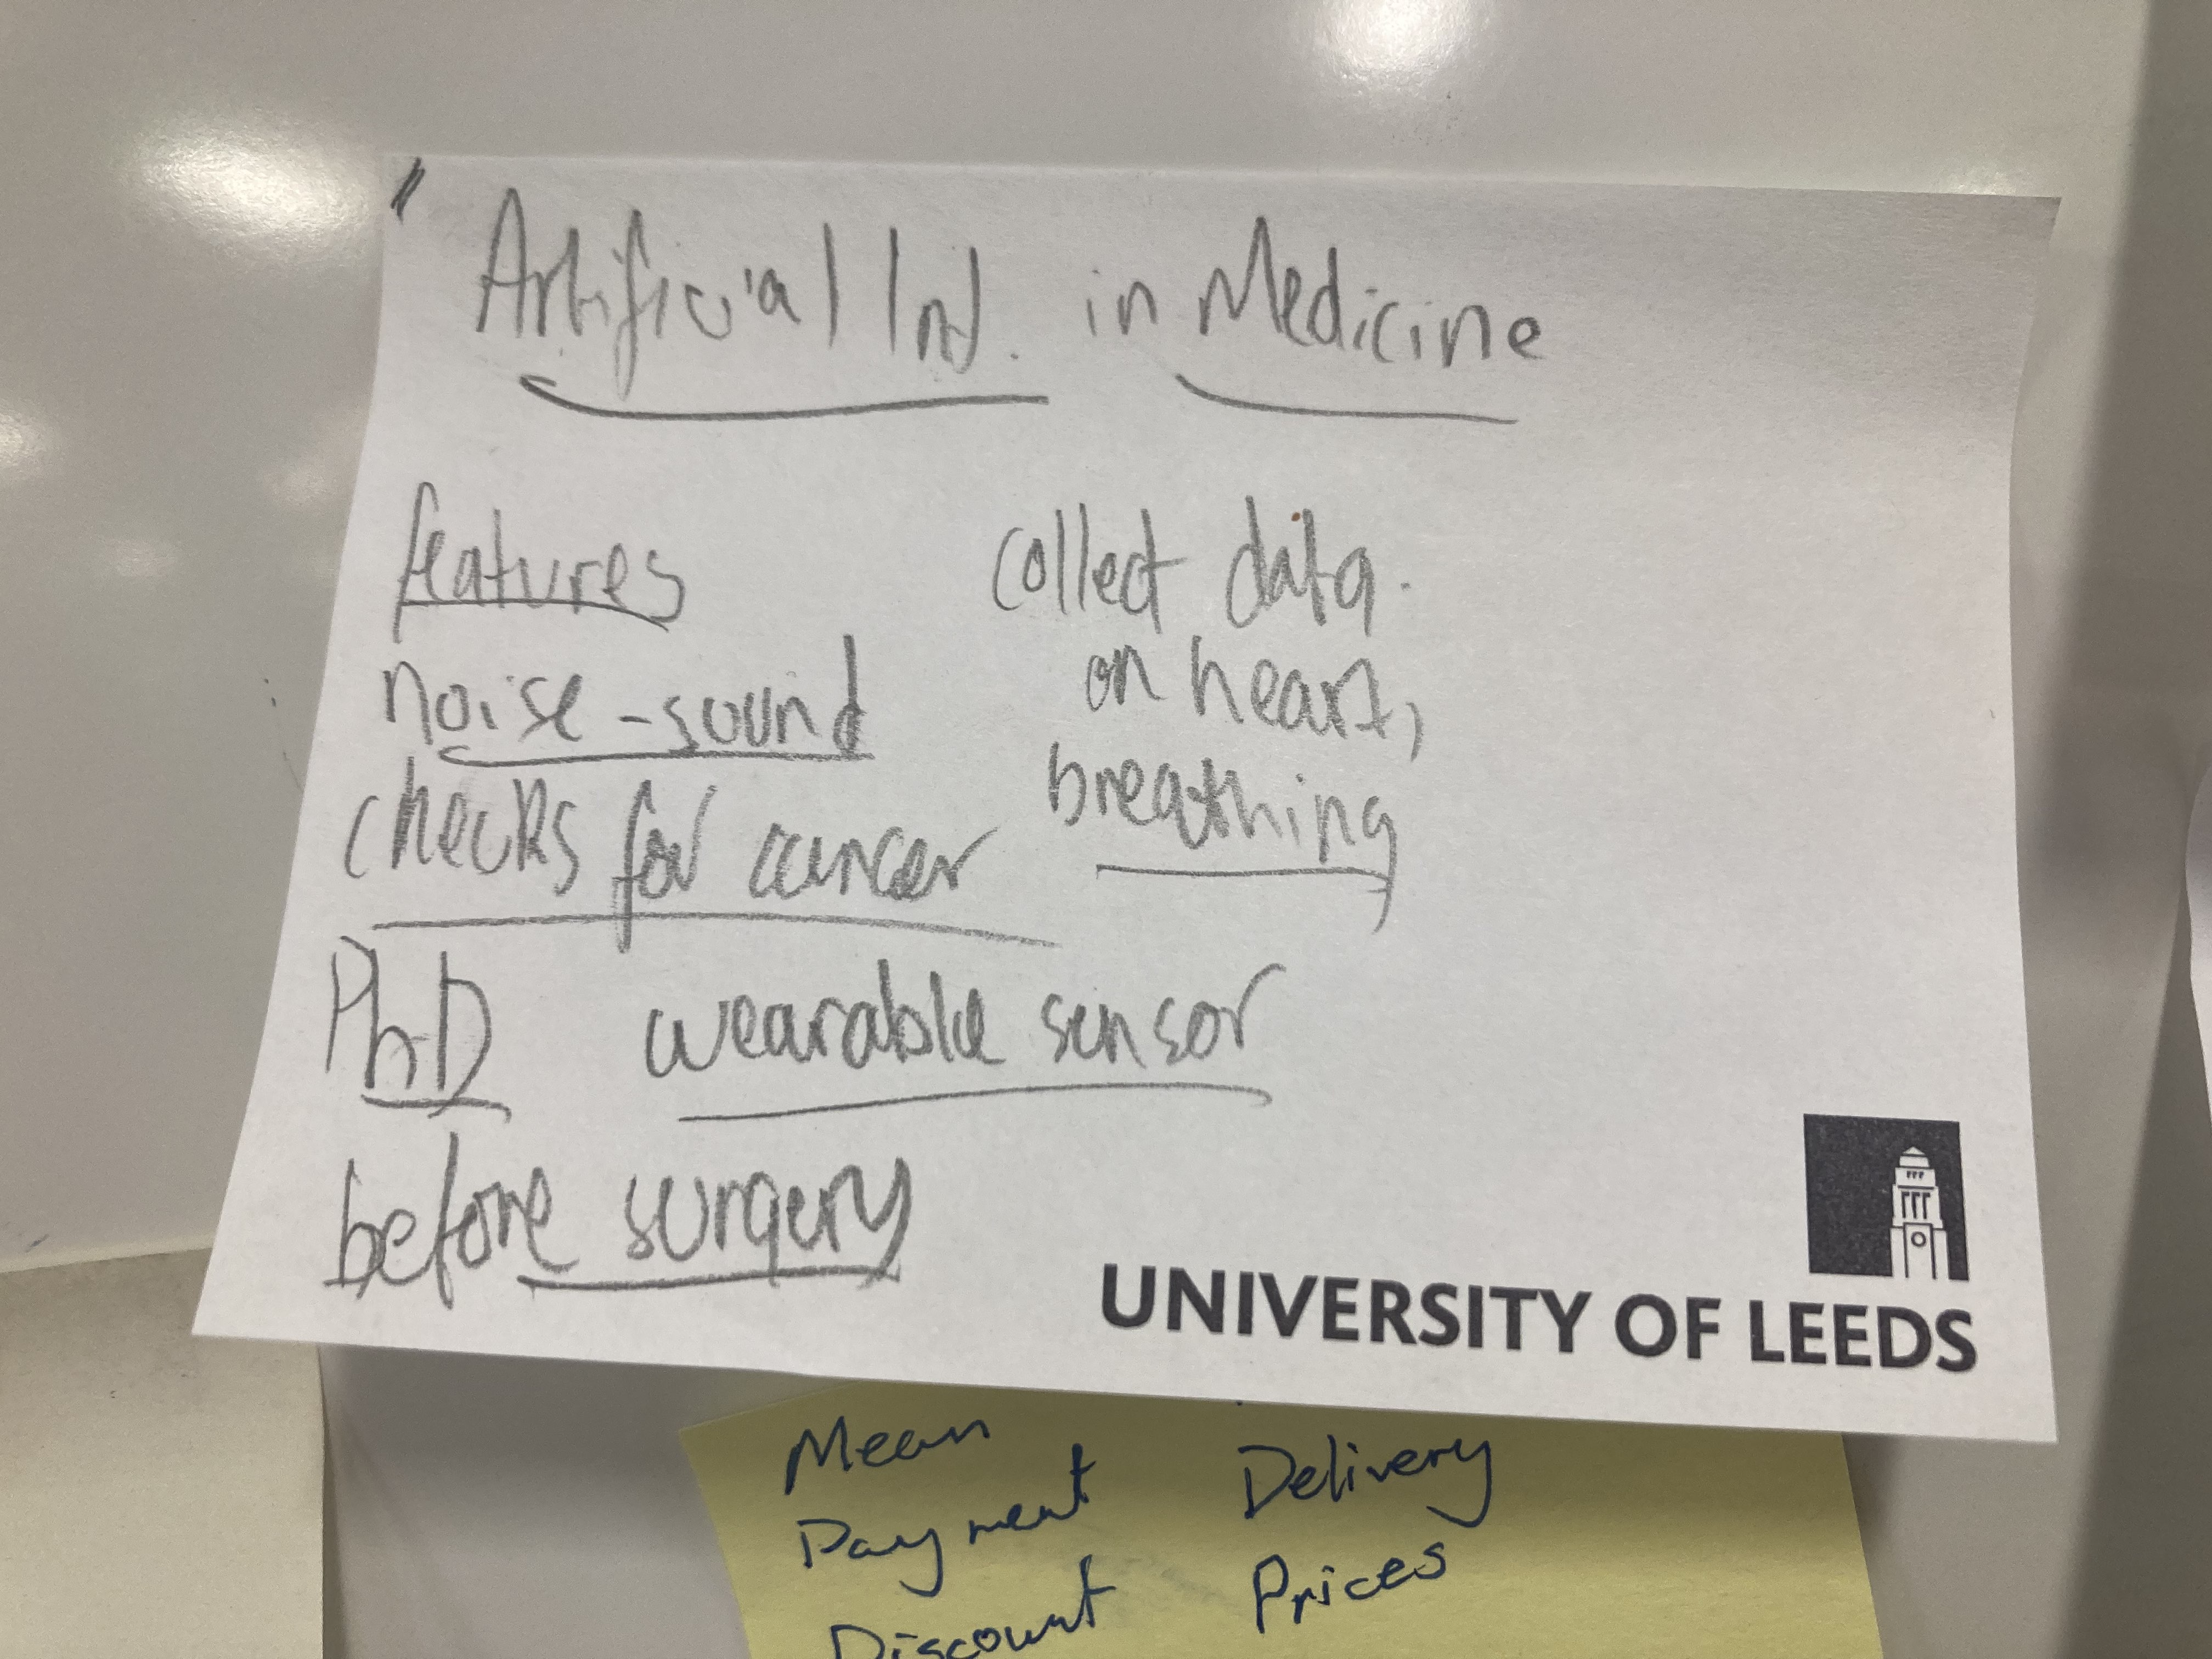 " Artificial Int. in Medicine
features
noise-sound
checks for cancer
collect data.
on heart,
breathing
PhD wearable sensor
before surgery
UNIVERSITY OF LEEDS
Mean
Payment
Discount
Delivery
Prices